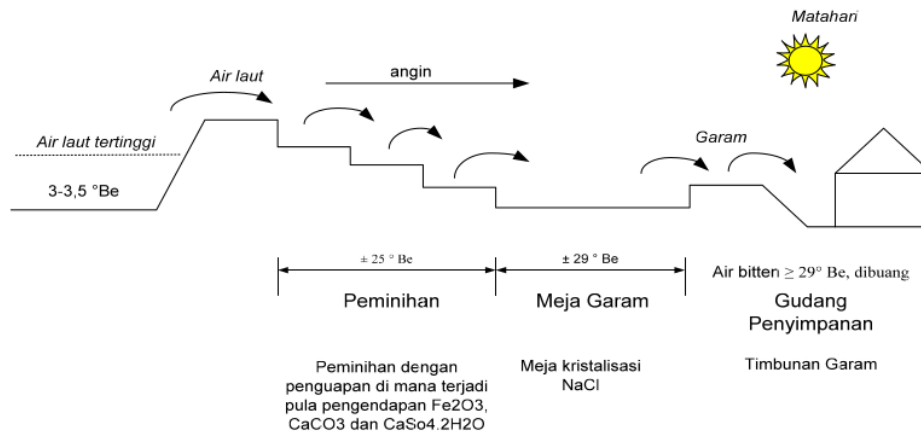 Matahari
Air laut
angin
Air laut tertinggi
Garam
3-3,5 °Be
± 25 ° Be
± 29 ° Be
Air bitten ≥ 29° Be, dibuang
Peminihan
Meja Garam
Gudang
Penyimpanan
Peminihan dengan
penguapan di mana terjadi
pula pengendapan Fe2O3,
CaCO3 dan CaSo4.2H2O
Meja kristalisasi
NaCl
Timbunan Garam